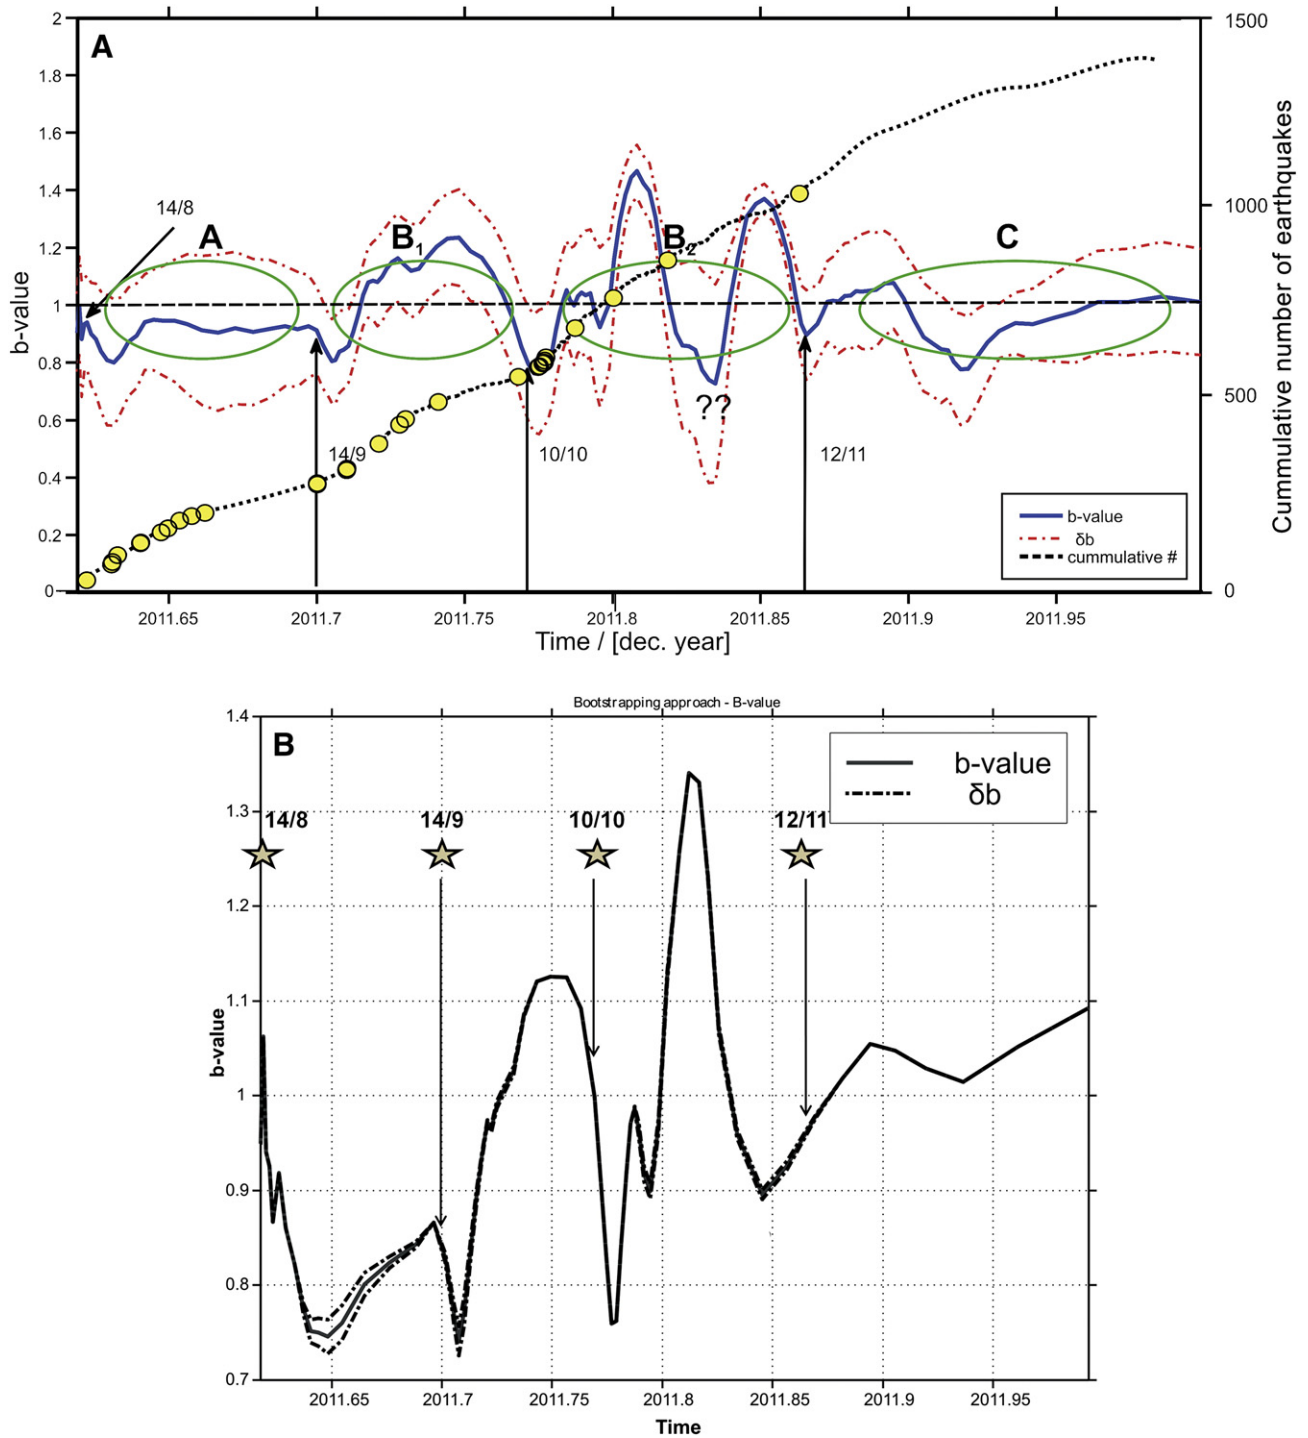 A
2
1.8
1.6
1.4
1.2
1
0.8
0.6
0.4
0.2
0
b-value
1500
1000
500
0
Cummulative number of earthquakes
14/8
A
B1
B2
C
??
14/9
10/10
12/11
b-value
δb
cummulative #
2011.65
2011.7
2011.75
2011.8
2011.85
2011.9
2011.95
Time / [dec. year]
Bootstrapping approach - B-value
B
1.4
1.3
1.2
1.1
1
0.9
0.8
0.7
b-value
b-value
δb
14/8
14/9
10/10
12/11
2011.65
2011.7
2011.75
2011.8
2011.85
2011.9
2011.95
Time